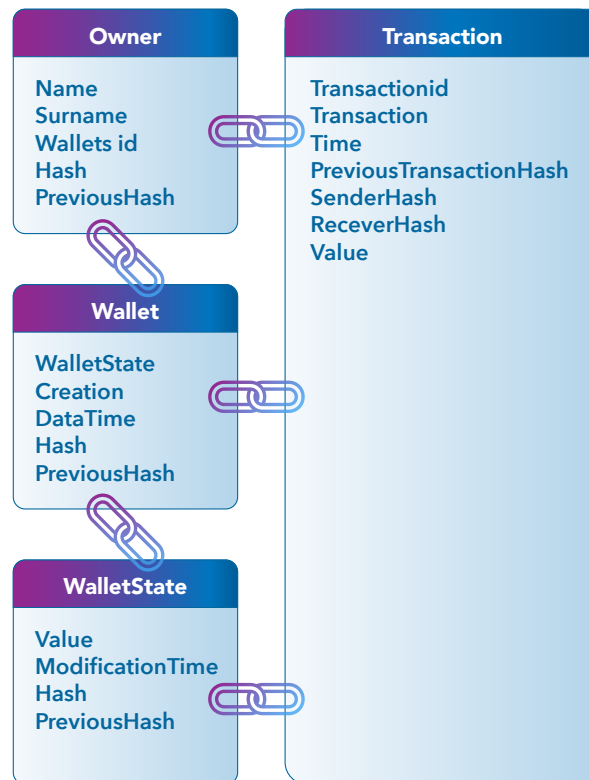 Owner
Name
Surname
Wallets id
Hash
PreviousHash
Wallet
WalletState
Creation
DataTime
Hash
PreviousHash
WalletState
Value
ModificationTime
Hash
PreviousHash
Transaction
Transactionid
Transaction
Time
PreviousTransactionHash
SenderHash
ReceverHash
Value